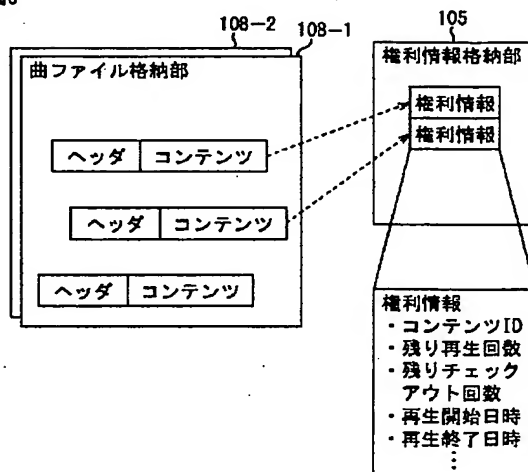 108-2
108-1
曲ファイル格納部
ヘッダ コンテンツ
ヘッダ コンテンツ
ヘッダ コンテンツ
105
権利情報格納部
権利情報
権利情報
権利情報
・コンテンツID
・残り再生回数
・残りチェック
アウト回数
・再生開始日時
・再生終了日時
⋮